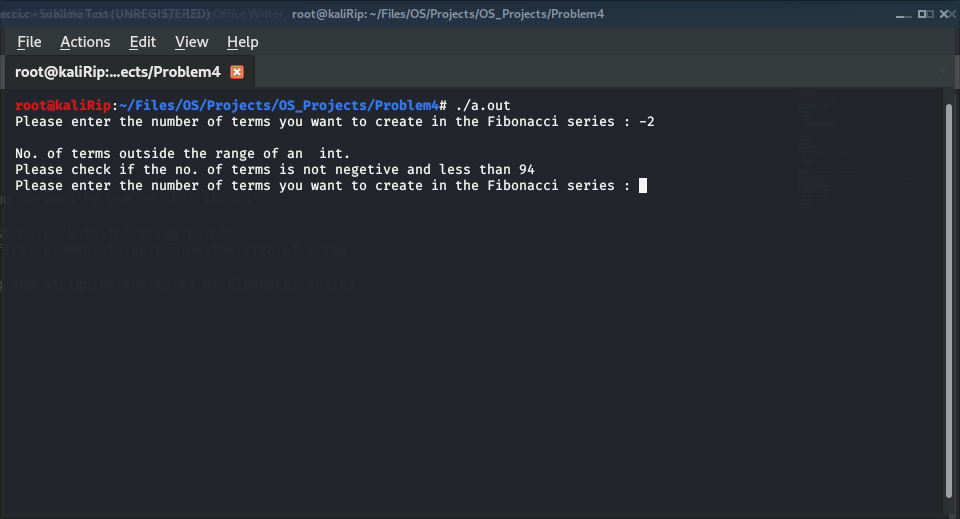 root@kaliRip: ~/Files/OS/Projects/OS_Projects/Problem4
File Actions Edit View Help
root@kaliRip:...ects/Problem4
root@kaliRip:~/Files/OS/Projects/OS_Projects/Problem4# ./a.out
Please enter the number of terms you want to create in the Fibonacci series : -2
No. of terms outside the range of an  int.
Please check if the no. of terms is not negetive and less than 94
Please enter the number of terms you want to create in the Fibonacci series :